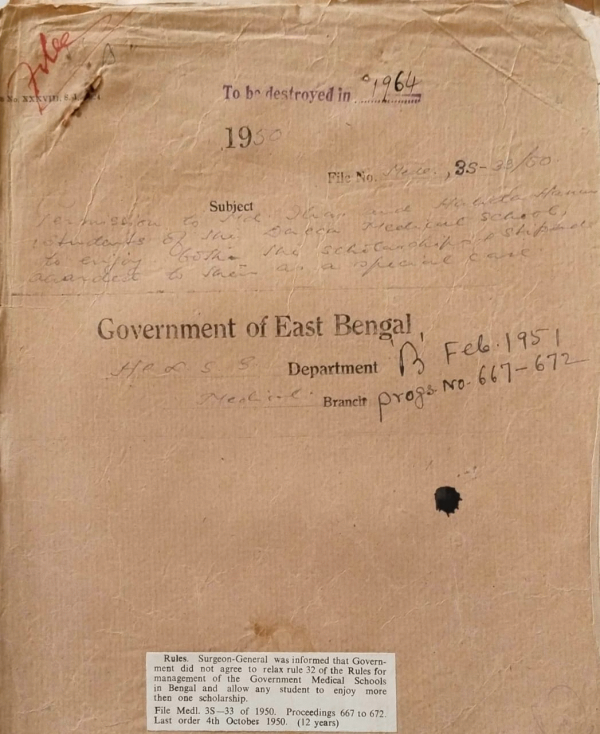 Filed
To be destroyed in 1964
1950
File No. Medl., 3S-33/50.
Subject
Permission to Md. and
students of the Dacca Medical School,
to enjoy both the scholarship & stipends
awarded to them as a special case
Government of East Bengal,
Department B Feb. 1951
Medical. Branch progs No. 667-672
Rules. Surgeon-General was informed that Govern-
ment did not agree to relax rule 32 of the Rules for
management of the Government Medical Schools
in Bengal and allow any student to enjoy more
then one scholarship.
File Medl. 3S—33 of 1950. Proceedings 667 to 672.
Last order 4th October 1950. (12 years)